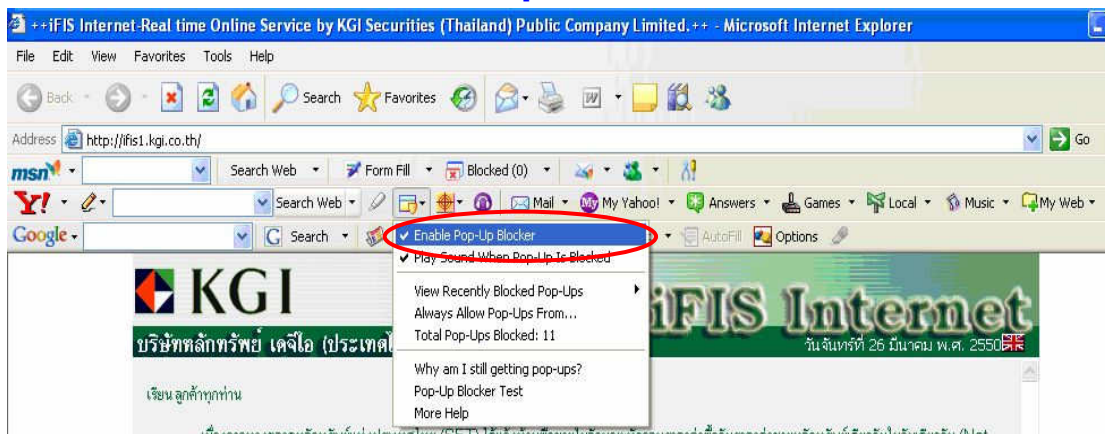 ++iFIS Internet-Real time Online Service by KGI Securities (Thailand) Public Company Limited.++ - Microsoft Internet Explorer
File Edit View Favorites Tools Help
Back Search Favorites
Address http://ifis1.kgi.co.th/ Go
msn Search Web Form Fill Blocked (0)
Y! Search Web Mail My Yahoo! Answers Games Local Music My Web
Google Search AutoFill Options
Enable Pop-Up Blocker
Play Sound When Pop-Up Is Blocked
View Recently Blocked Pop-Ups
Always Allow Pop-Ups From...
Total Pop-Ups Blocked: 11
Why am I still getting pop-ups?
Pop-Up Blocker Test
More Help
KGI
iFIS Internet
บริษัทหลักทรัพย์ เคจีไอ (ประเทศไ
วันจันทร์ที่ 26 มีนาคม พ.ศ. 2550
เรียน ลูกค้าทุกท่าน